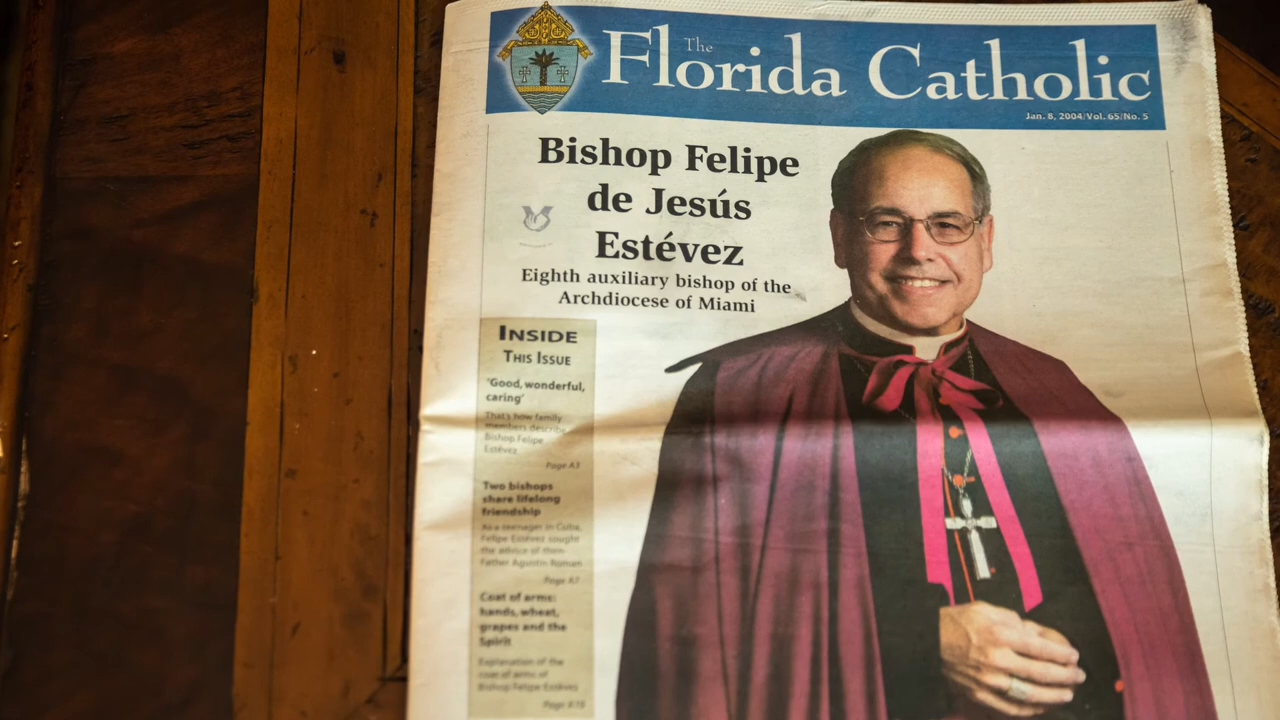 The
Florida Catholic
Jan. 8, 2004/Vol. 65/No. 5
Bishop Felipe
de Jesús
Estévez
Eighth auxiliary bishop of the
Archdiocese of Miami
INSIDE
THIS ISSUE
'Good, wonderful,
caring'
That's how family
members describe
Bishop Felipe
Estévez.
Page A3
Two bishops
share lifelong
friendship
As a teenager in Cuba,
Felipe Estévez sought
the advice of then-
Father Agustin Roman
Page A7
Coat of arms:
hands, wheat,
grapes and the
Spirit
Explanation of the
coat of arms of
Bishop Felipe Estévez
Page